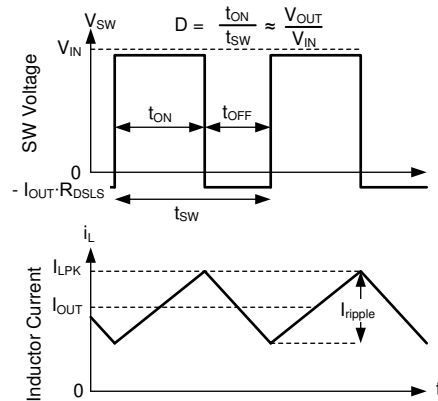 V_SW
D = t_ON / t_SW ≈ V_OUT / V_IN
V_IN
SW Voltage
t_ON
t_OFF
0
- I_OUT·R_DSLS
t_SW
i_L
Inductor Current
I_LPK
I_OUT
I_ripple
0
t